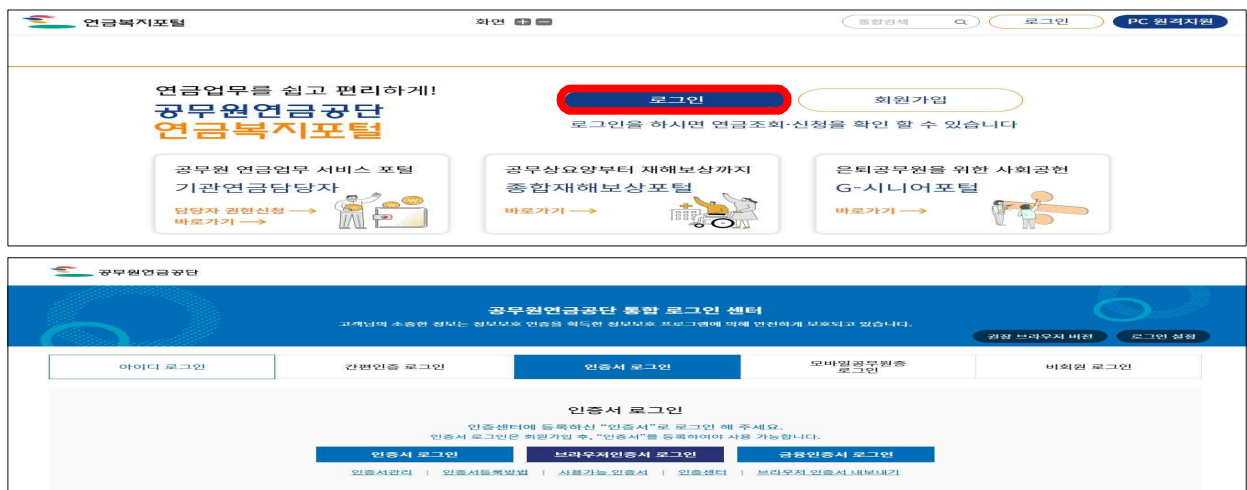 연금복지포털
화면
통합검색
로그인
PC 원격지원
연금업무를 쉽고 편리하게!
공무원연금공단
연금복지포털
로그인
회원가입
로그인을 하시면 연금조회·신청을 확인 할 수 있습니다
공무원 연금업무 서비스 포털
기관연금담당자
담당자 권한신청
바로가기
공무상요양부터 재해보상까지
종합재해보상포털
바로가기
은퇴공무원을 위한 사회공헌
G-시니어포털
바로가기
공무원연금공단
공무원연금공단 통합 로그인 센터
고객님의 소중한 정보는 정보보호 인증을 획득한 정보보호 프로그램에 의해 안전하게 보호되고 있습니다.
권장 브라우저 버전
로그인 설정
아이디 로그인
간편인증 로그인
인증서 로그인
모바일공무원증
로그인
비회원 로그인
인증서 로그인
인증센터에 등록하신 "인증서"로 로그인 해 주세요.
인증서 로그인은 회원가입 후, "인증서"를 등록하여야 사용 가능합니다.
인증서 로그인
브라우저인증서 로그인
금융인증서 로그인
인증서관리 | 인증서등록방법 | 사용가능 인증서 | 인증센터 | 브라우저 인증서 내보내기